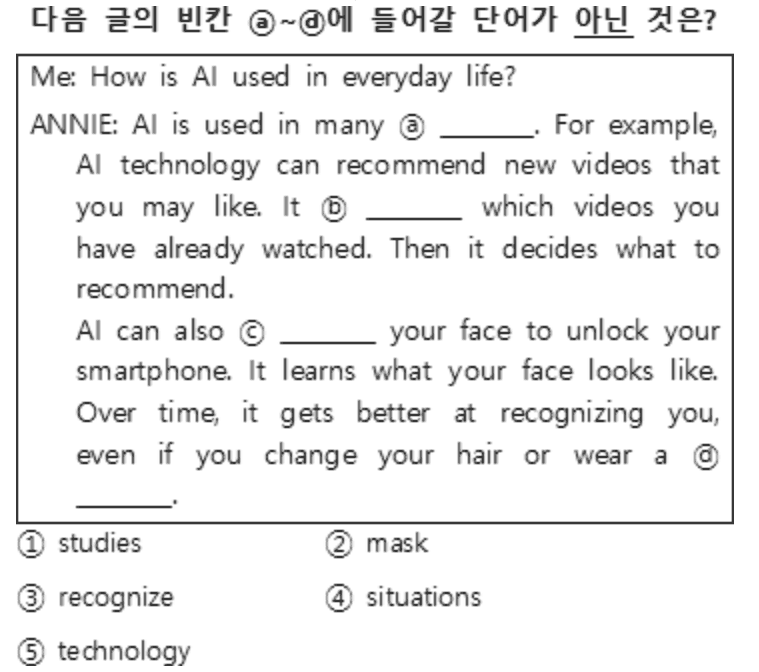 다음 글의 빈칸 ⓐ~ⓓ에 들어갈 단어가 아닌 것은?
Me: How is AI used in everyday life?
ANNIE: AI is used in many ⓐ ________. For example,
AI technology can recommend new videos that
you may like. It ⓑ ________ which videos you
have already watched. Then it decides what to
recommend.
AI can also ⓒ ________ your face to unlock your
smartphone. It learns what your face looks like.
Over time, it gets better at recognizing you,
even if you change your hair or wear a ⓓ
________.
① studies ② mask
③ recognize ④ situations
⑤ technology